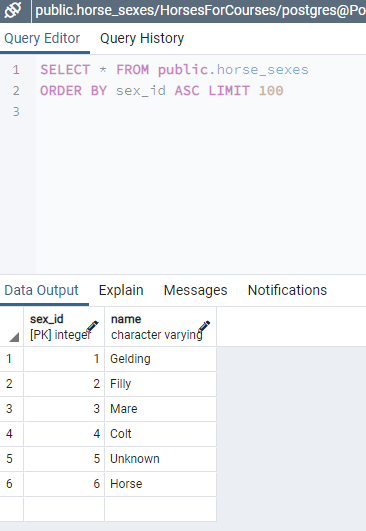 public.horse_sexes/HorsesForCourses/postgres@Po
Query Editor Query History
1 SELECT * FROM public.horse_sexes
2 ORDER BY sex_id ASC LIMIT 100
3
Data Output Explain Messages Notifications
sex_id name
[PK] integer character varying
1 1 Gelding
2 2 Filly
3 3 Mare
4 4 Colt
5 5 Unknown
6 6 Horse